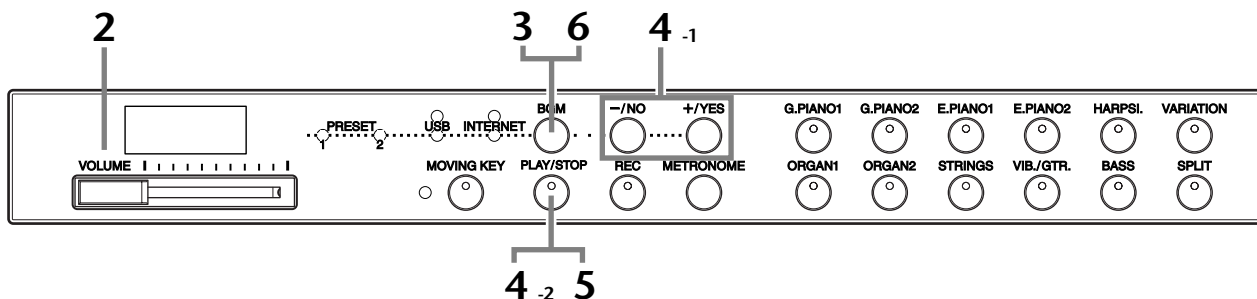 2
3 6
4 -1
BGM
−/NO
+/YES
G.PIANO1
G.PIANO2
E.PIANO1
E.PIANO2
HARPSI.
VARIATION
PRESET
USB
INTERNET
1
2
VOLUME
MOVING KEY
PLAY/STOP
REC
METRONOME
ORGAN1
ORGAN2
STRINGS
VIB./GTR.
BASS
SPLIT
4 -2 5